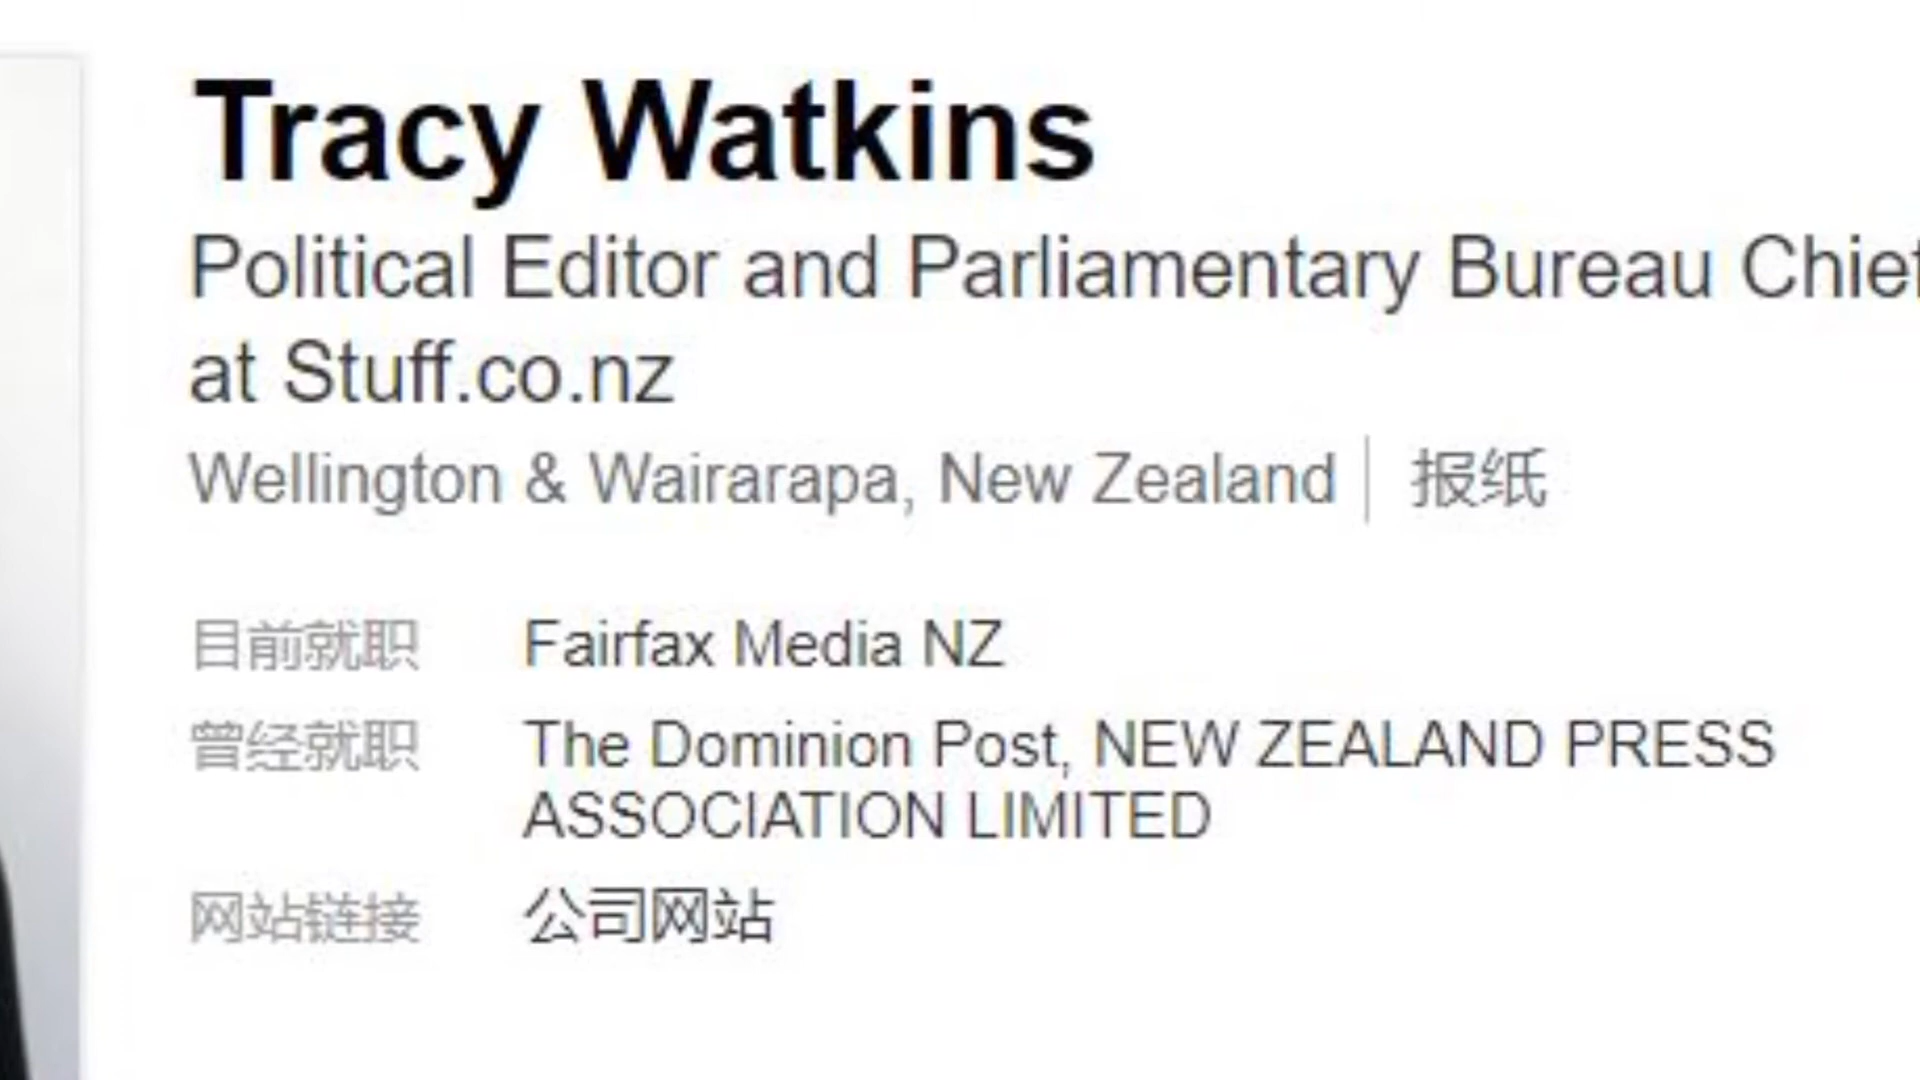 Tracy Watkins
Political Editor and Parliamentary Bureau Chief
at Stuff.co.nz
Wellington & Wairarapa, New Zealand | 报纸
目前就职 Fairfax Media NZ
曾经就职 The Dominion Post, NEW ZEALAND PRESS
ASSOCIATION LIMITED
网站链接 公司网站